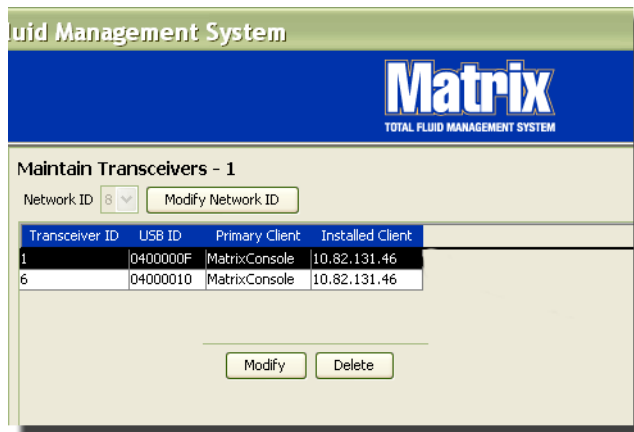 luid Management System
Matrix
TOTAL FLUID MANAGEMENT SYSTEM
Maintain Transceivers - 1
Network ID 8 Modify Network ID
Transceiver ID USB ID Primary Client Installed Client
1 0400000F MatrixConsole 10.82.131.46
6 04000010 MatrixConsole 10.82.131.46
Modify Delete